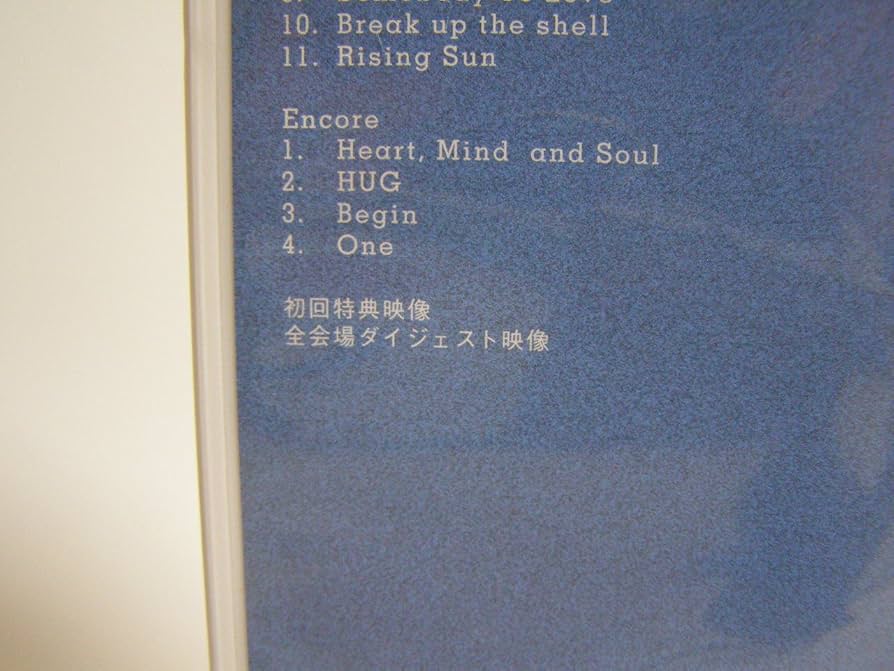 10. Break up the shell
11. Rising Sun
Encore
1. Heart, Mind and Soul
2. HUG
3. Begin
4. One
初回特典映像
全会場ダイジェスト映像